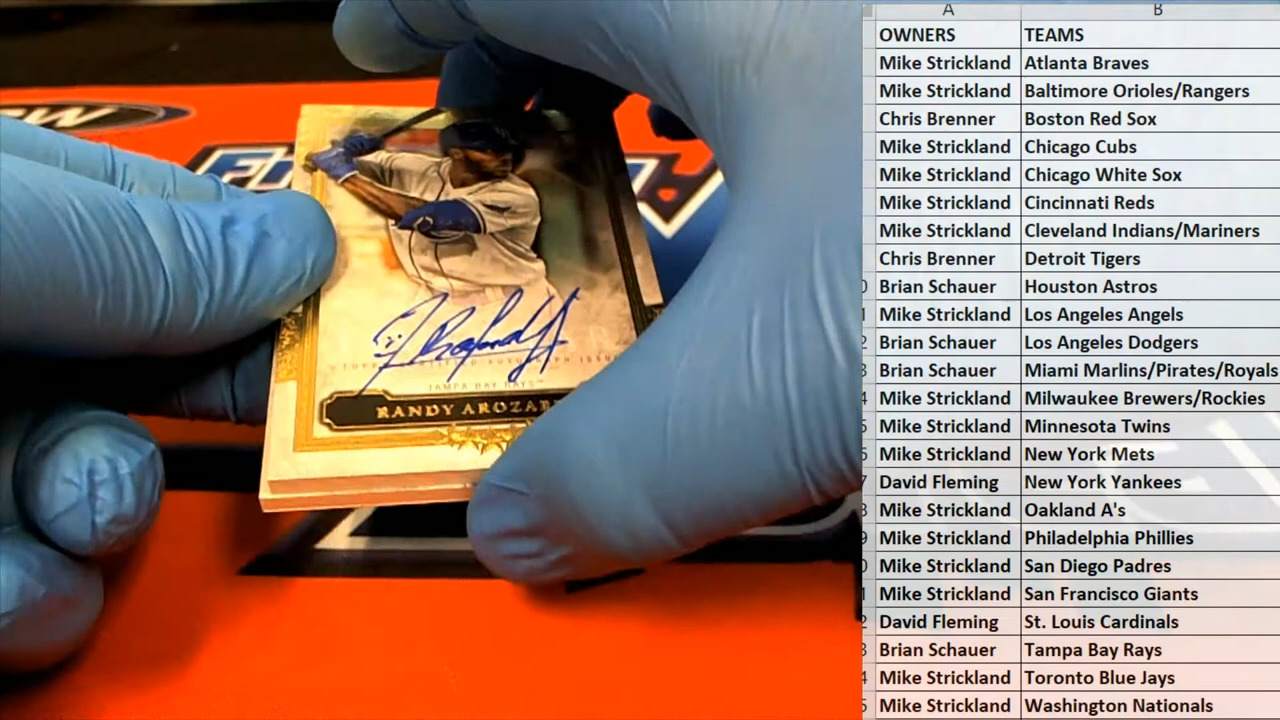 A B
OWNERS TEAMS
Mike Strickland Atlanta Braves
Mike Strickland Baltimore Orioles/Rangers
Chris Brenner Boston Red Sox
Mike Strickland Chicago Cubs
Mike Strickland Chicago White Sox
Mike Strickland Cincinnati Reds
Mike Strickland Cleveland Indians/Mariners
Chris Brenner Detroit Tigers
Brian Schauer Houston Astros
Mike Strickland Los Angeles Angels
Brian Schauer Los Angeles Dodgers
Brian Schauer Miami Marlins/Pirates/Royals
Mike Strickland Milwaukee Brewers/Rockies
Mike Strickland Minnesota Twins
Mike Strickland New York Mets
David Fleming New York Yankees
Mike Strickland Oakland A's
Mike Strickland Philadelphia Phillies
Mike Strickland San Diego Padres
Mike Strickland San Francisco Giants
David Fleming St. Louis Cardinals
Brian Schauer Tampa Bay Rays
Mike Strickland Toronto Blue Jays
Mike Strickland Washington Nationals
TAMPA BAY RAYS
RANDY AROZAR